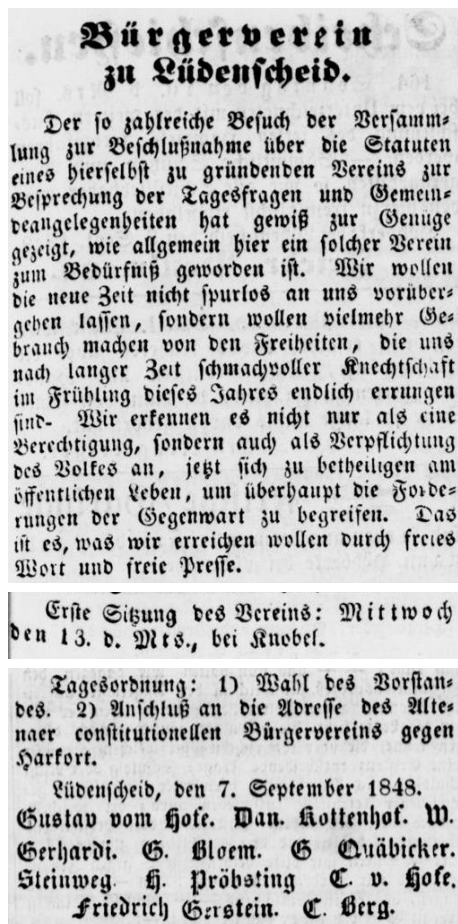 Bürgerverein
zu Lüdenscheid.
Der so zahlreiche Besuch der Versamm-
lung zur Beschlußnahme über die Statuten
eines hierselbst zu gründenden Vereins zur
Besprechung der Tagesfragen und Gemein-
deangelegenheiten hat gewiß zur Genüge
gezeigt, wie allgemein hier ein solcher Verein
zum Bedürfniß geworden ist. Wir wollen
die neue Zeit nicht spurlos an uns vorüber-
gehen lassen, sondern wollen vielmehr Ge-
brauch machen von den Freiheiten, die uns
nach langer Zeit schmachvoller Knechtschaft
im Frühling dieses Jahres endlich errungen
sind- Wir erkennen es nicht nur als eine
Berechtigung, sondern auch als Verpflichtung
des Volkes an, jetzt sich zu betheiligen am
öffentlichen Leben, um überhaupt die Forde-
rungen der Gegenwart zu begreifen. Das
ist es, was wir erreichen wollen durch freies
Wort und freie Presse.
Erste Sitzung des Vereins: Mittwoch
den 13. d. Mts., bei Knobel.
Tagesordnung: 1) Wahl des Vorstan-
des. 2) Anschluß an die Adresse des Alte-
naer constitutionellen Bürgervereins gegen
Harkort.
Lüdenscheid, den 7. September 1848.
Gustav vom Hofe. Dan. Kottenhof. W.
Gerhardi. G. Bloem. G Quäbicker.
Steinweg. H. Pröbsting C. v. Hofe.
Friedrich Gerstein. C. Berg.